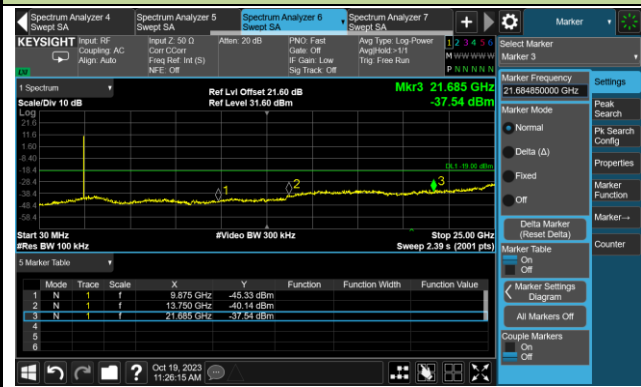 Spectrum Analyzer 4
Swept SA
Spectrum Analyzer 5
Swept SA
Spectrum Analyzer 6
Swept SA
Spectrum Analyzer 7
Swept SA
+
Marker
KEYSIGHT
Input: RF
Coupling: AC
Align: Auto
Input Z: 50 Ω
Corr CCorr
Freq Ref: Int (S)
NFE: Off
Atten: 20 dB
PNO: Fast
Gate: Off
IF Gain: Low
Sig Track: Off
Avg Type: Log-Power
Avg|Hold:>1/1
Trig: Free Run
1 2 3 4 5 6
M W W W W W
P N N N N N
LW
Select Marker
Marker 3
1 Spectrum
Scale/Div 10 dB
Ref Lvl Offset 21.60 dB
Ref Level 31.60 dBm
Mkr3 21.685 GHz
-37.54 dBm
Log
21.6
11.6
1.60
-8.40
-18.4
-28.4
-38.4
-48.4
-58.4
DL1 -19.00 dBm
1
2
3
Start 30 MHz
#Video BW 300 kHz
Stop 25.00 GHz
#Res BW 100 kHz
Sweep 2.39 s (2001 pts)
5 Marker Table
Mode Trace Scale X Y Function Function Width Function Value
1 N 1 f 9.875 GHz -45.33 dBm
2 N 1 f 13.750 GHz -40.14 dBm
3 N 1 f 21.685 GHz -37.54 dBm
4
5
6
Marker Frequency
21.684850000 GHz
Marker Mode
Normal
Delta (Δ)
Fixed
Off
Delta Marker
(Reset Delta)
Marker Table
On
Off
Marker Settings
Diagram
All Markers Off
Couple Markers
On
Off
Settings
Peak
Search
Pk Search
Config
Properties
Marker
Function
Marker→
Counter
?
Oct 19, 2023
11:26:15 AM